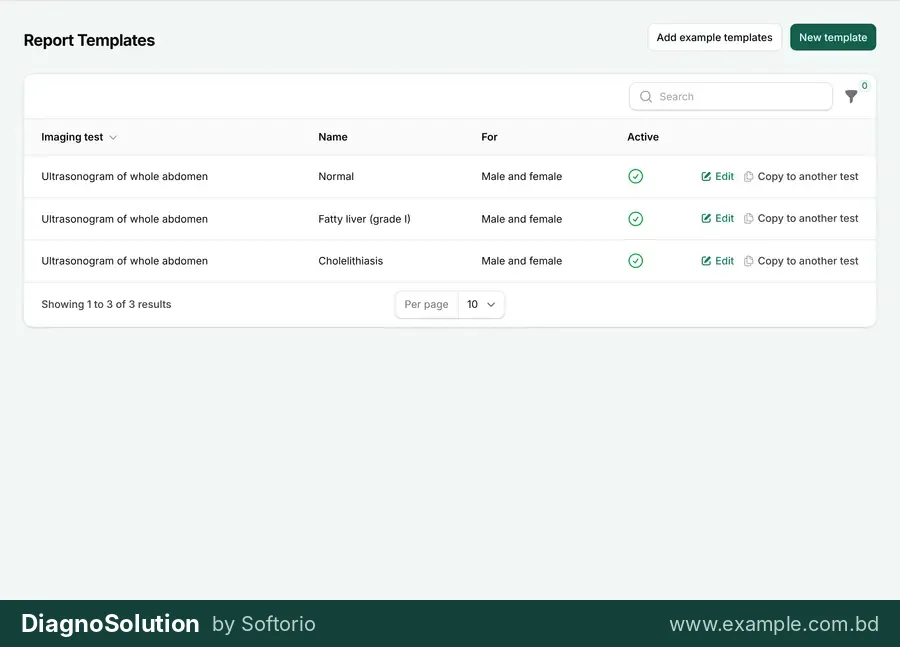 Report Templates
Add example templates
New template
Search
0
Imaging test Name For Active
Ultrasonogram of whole abdomen Normal Male and female Edit Copy to another test
Ultrasonogram of whole abdomen Fatty liver (grade I) Male and female Edit Copy to another test
Ultrasonogram of whole abdomen Cholelithiasis Male and female Edit Copy to another test
Showing 1 to 3 of 3 results Per page 10
DiagnoSolution by Softorio www.example.com.bd